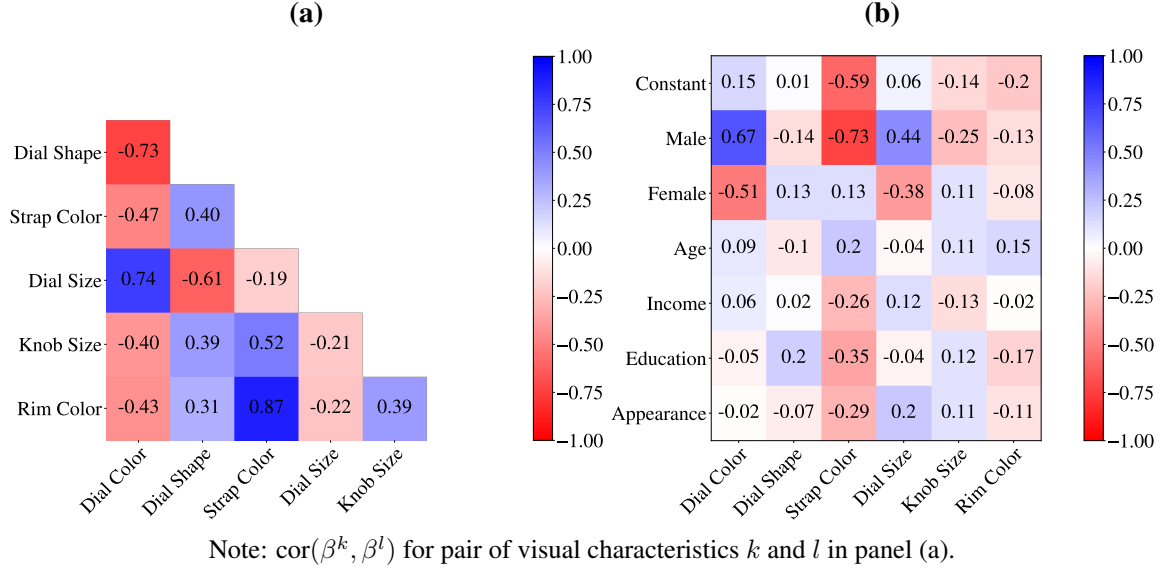 (a)
(b)
Dial Shape
Strap Color
Dial Size
Knob Size
Rim Color
-0.73
-0.47 0.40
0.74 -0.61 -0.19
-0.40 0.39 0.52 -0.21
-0.43 0.31 0.87 -0.22 0.39
Dial Color Dial Shape Strap Color Dial Size Knob Size
1.00
0.75
0.50
0.25
0.00
−0.25
−0.50
−0.75
−1.00
Constant 0.15 0.01 -0.59 0.06 -0.14 -0.2
Male 0.67 -0.14 -0.73 0.44 -0.25 -0.13
Female -0.51 0.13 0.13 -0.38 0.11 -0.08
Age 0.09 -0.1 0.2 -0.04 0.11 0.15
Income 0.06 0.02 -0.26 0.12 -0.13 -0.02
Education -0.05 0.2 -0.35 -0.04 0.12 -0.17
Appearance -0.02 -0.07 -0.29 0.2 0.11 -0.11
Dial Color Dial Shape Strap Color Dial Size Knob Size Rim Color
1.00
0.75
0.50
0.25
0.00
−0.25
−0.50
−0.75
−1.00
Note: cor(β^k, β^l) for pair of visual characteristics k and l in panel (a).